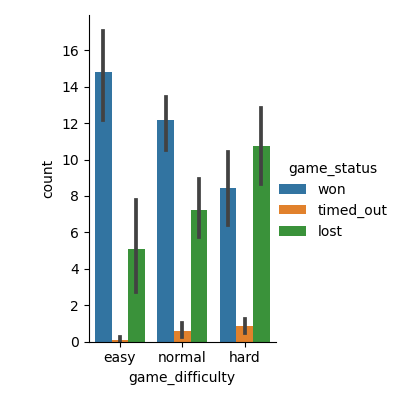 16
14
12
10
8
6
4
2
0
count
easy normal hard
game_difficulty
game_status
won
timed_out
lost